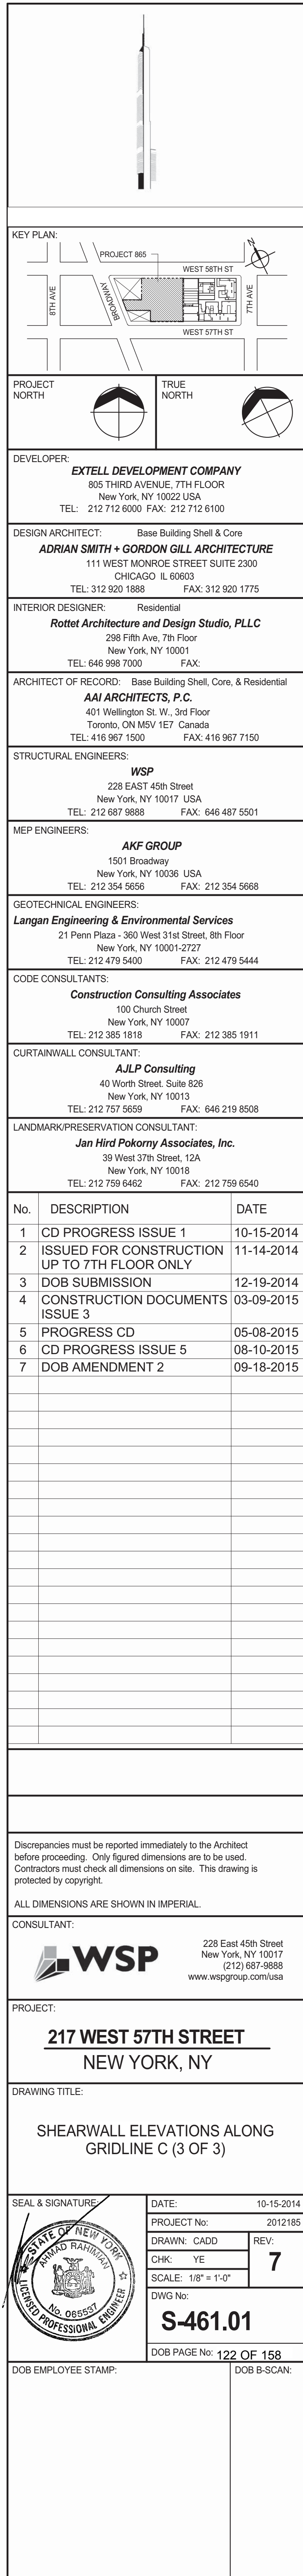 KEY PLAN:
N
PROJECT 865
WEST 58TH ST
8TH AVE
BROADWAY
7TH AVE
WEST 57TH ST
PROJECT NORTH
TRUE NORTH
DEVELOPER:
EXTELL DEVELOPMENT COMPANY
805 THIRD AVENUE, 7TH FLOOR
New York, NY 10022 USA
TEL: 212 712 6000 FAX: 212 712 6100
DESIGN ARCHITECT: Base Building Shell & Core
ADRIAN SMITH + GORDON GILL ARCHITECTURE
111 WEST MONROE STREET SUITE 2300
CHICAGO IL 60603
TEL: 312 920 1888 FAX: 312 920 1775
INTERIOR DESIGNER: Residential
Rottet Architecture and Design Studio, PLLC
298 Fifth Ave, 7th Floor
New York, NY 10001
TEL: 646 998 7000 FAX:
ARCHITECT OF RECORD: Base Building Shell, Core, & Residential
AAI ARCHITECTS, P.C.
401 Wellington St. W., 3rd Floor
Toronto, ON M5V 1E7 Canada
TEL: 416 967 1500 FAX: 416 967 7150
STRUCTURAL ENGINEERS:
WSP
228 EAST 45th Street
New York, NY 10017 USA
TEL: 212 687 9888 FAX: 646 487 5501
MEP ENGINEERS:
AKF GROUP
1501 Broadway
New York, NY 10036 USA
TEL: 212 354 5656 FAX: 212 354 5668
GEOTECHNICAL ENGINEERS:
Langan Engineering & Environmental Services
21 Penn Plaza - 360 West 31st Street, 8th Floor
New York, NY 10001-2727
TEL: 212 479 5400 FAX: 212 479 5444
CODE CONSULTANTS:
Construction Consulting Associates
100 Church Street
New York, NY 10007
TEL: 212 385 1818 FAX: 212 385 1911
CURTAINWALL CONSULTANT:
AJLP Consulting
40 Worth Street. Suite 826
New York, NY 10013
TEL: 212 757 5659 FAX: 646 219 8508
LANDMARK/PRESERVATION CONSULTANT:
Jan Hird Pokorny Associates, Inc.
39 West 37th Street, 12A
New York, NY 10018
TEL: 212 759 6462 FAX: 212 759 6540
No. DESCRIPTION DATE
1 CD PROGRESS ISSUE 1 10-15-2014
2 ISSUED FOR CONSTRUCTION 11-14-2014
UP TO 7TH FLOOR ONLY
3 DOB SUBMISSION 12-19-2014
4 CONSTRUCTION DOCUMENTS 03-09-2015
ISSUE 3
5 PROGRESS CD 05-08-2015
6 CD PROGRESS ISSUE 5 08-10-2015
7 DOB AMENDMENT 2 09-18-2015
Discrepancies must be reported immediately to the Architect
before proceeding. Only figured dimensions are to be used.
Contractors must check all dimensions on site. This drawing is
protected by copyright.
ALL DIMENSIONS ARE SHOWN IN IMPERIAL.
CONSULTANT:
WSP
228 East 45th Street
New York, NY 10017
(212) 687-9888
www.wspgroup.com/usa
PROJECT:
217 WEST 57TH STREET
NEW YORK, NY
DRAWING TITLE:
SHEARWALL ELEVATIONS ALONG
GRIDLINE C (3 OF 3)
SEAL & SIGNATURE:
STATE OF NEW YORK
AHMAD RAHIMIAN
No. 065537
LICENSED PROFESSIONAL ENGINEER
DATE: 10-15-2014
PROJECT No: 2012185
DRAWN: CADD
CHK: YE
SCALE: 1/8" = 1'-0"
REV:
7
DWG No:
S-461.01
DOB PAGE No: 122 OF 158
DOB EMPLOYEE STAMP:
DOB B-SCAN: